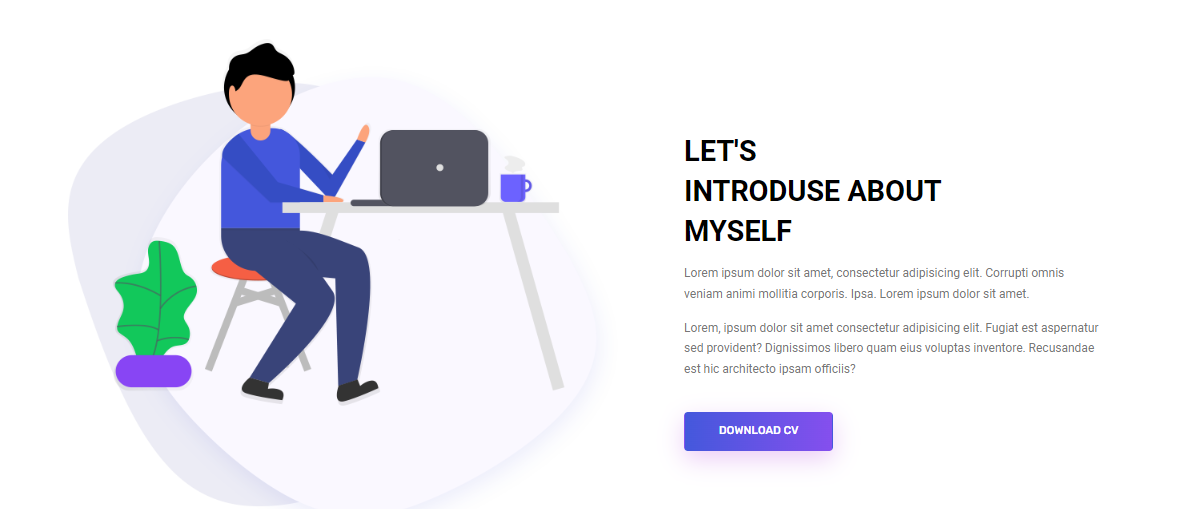 LET'S
INTRODUSE ABOUT
MYSELF
Lorem ipsum dolor sit amet, consectetur adipisicing elit. Corrupti omnis
veniam animi mollitia corporis. Ipsa. Lorem ipsum dolor sit amet.
Lorem, ipsum dolor sit amet consectetur adipisicing elit. Fugiat est aspernatur
sed provident? Dignissimos libero quam eius voluptas inventore. Recusandae
est hic architecto ipsam officiis?
DOWNLOAD CV